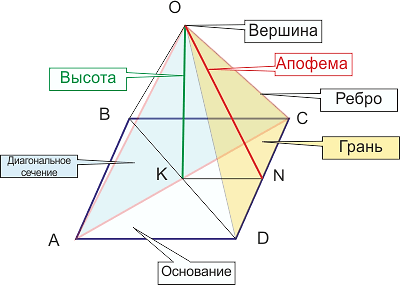 O
Вершина
Апофема
Высота
Ребро
B
C
Грань
Диагональное
сечение
K
N
A
D
Основание